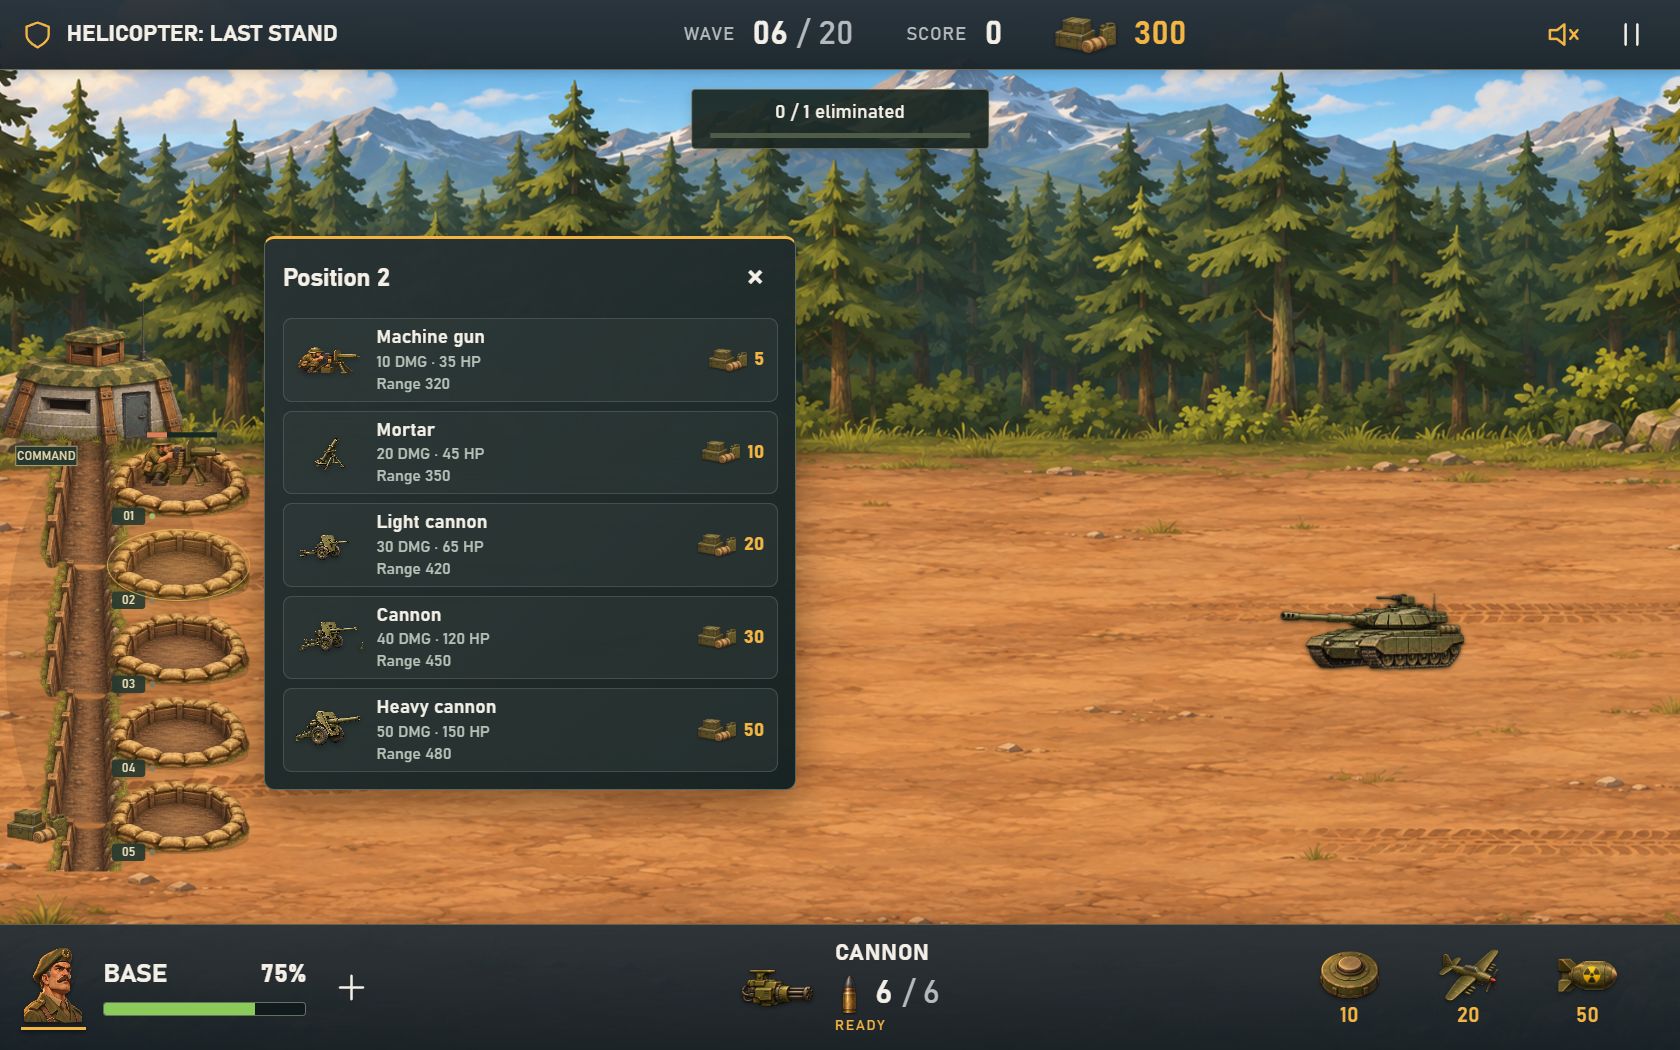 HELICOPTER: LAST STAND
WAVE 06 / 20
SCORE 0
300
0 / 1 eliminated
Position 2
Machine gun
10 DMG · 35 HP
Range 320
5
Mortar
20 DMG · 45 HP
Range 350
10
Light cannon
30 DMG · 65 HP
Range 420
20
Cannon
40 DMG · 120 HP
Range 450
30
Heavy cannon
50 DMG · 150 HP
Range 480
50
COMMAND
01
02
03
04
05
BASE 75%
CANNON
6 / 6
READY
10
20
50